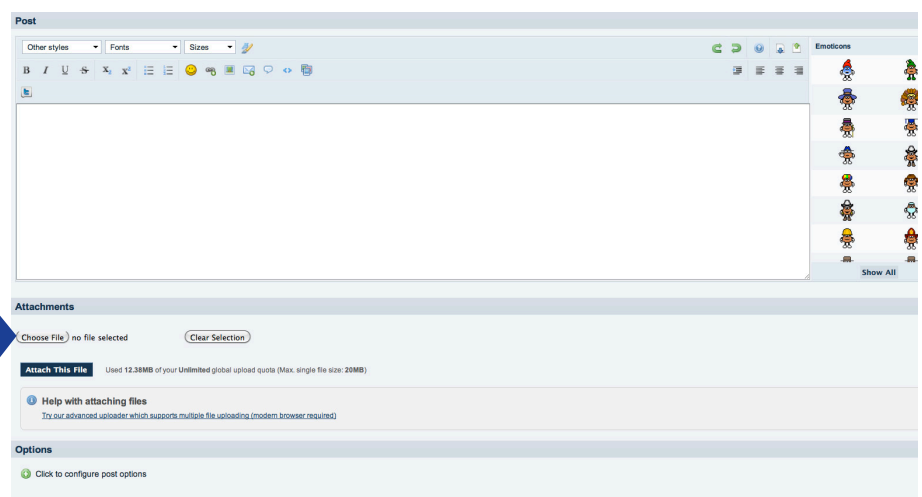 Post
Other styles Fonts Sizes Emoticons
B I U S X₂ X²
Show All
Attachments
Choose File no file selected Clear Selection
Attach This File Used 12.38MB of your Unlimited global upload quota (Max. single file size: 20MB)
Help with attaching files
Try our advanced uploader which supports multiple file uploading (modern browser required)
Options
Click to configure post options